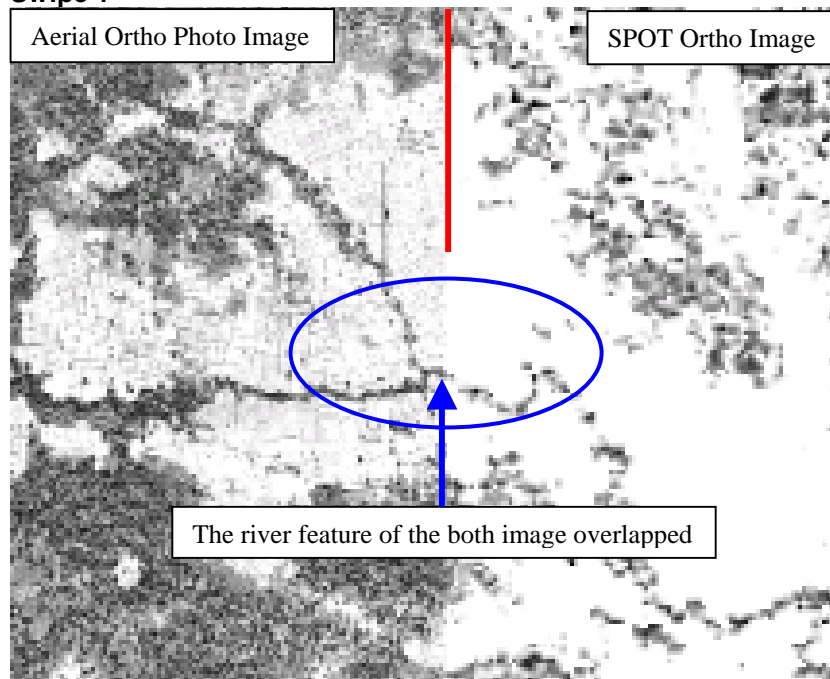 Aerial Ortho Photo Image
SPOT Ortho Image
The river feature of the both image overlapped